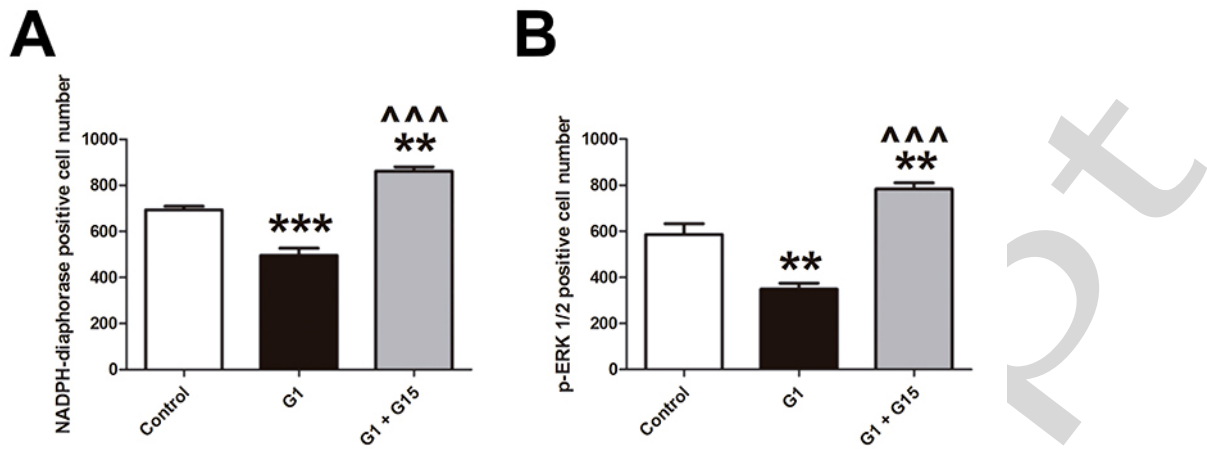 A
NADPH-diaphorase positive cell number
1000
800
600
400
200
0
***
^^^
**
Control
G1
G1 + G15
B
p-ERK 1/2 positive cell number
1000
800
600
400
200
0
**
^^^
**
Control
G1
G1 + G15